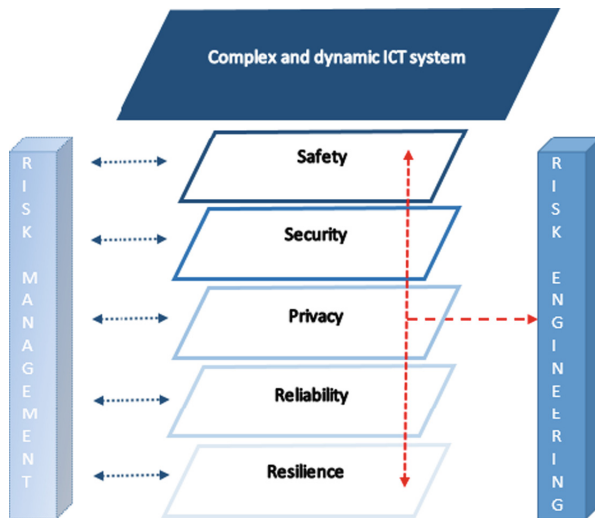 Complex and dynamic ICT system
Safety
Security
Privacy
Reliability
Resilience
RISK MANAGEMENT
RISK ENGINEERING